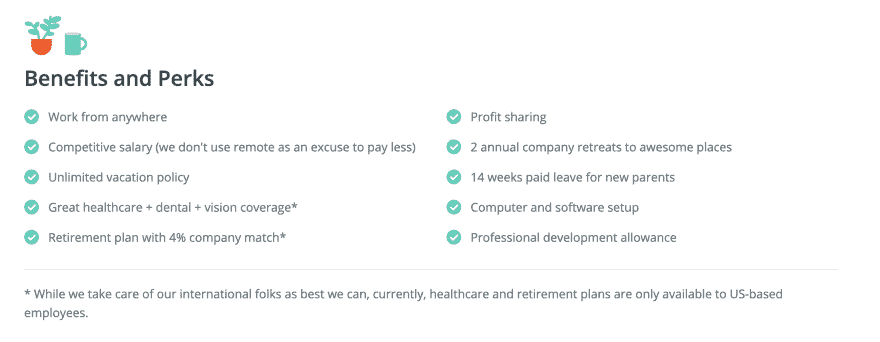 Benefits and Perks
Work from anywhere
Competitive salary (we don't use remote as an excuse to pay less)
Unlimited vacation policy
Great healthcare + dental + vision coverage*
Retirement plan with 4% company match*
Profit sharing
2 annual company retreats to awesome places
14 weeks paid leave for new parents
Computer and software setup
Professional development allowance
* While we take care of our international folks as best we can, currently, healthcare and retirement plans are only available to US-based
employees.